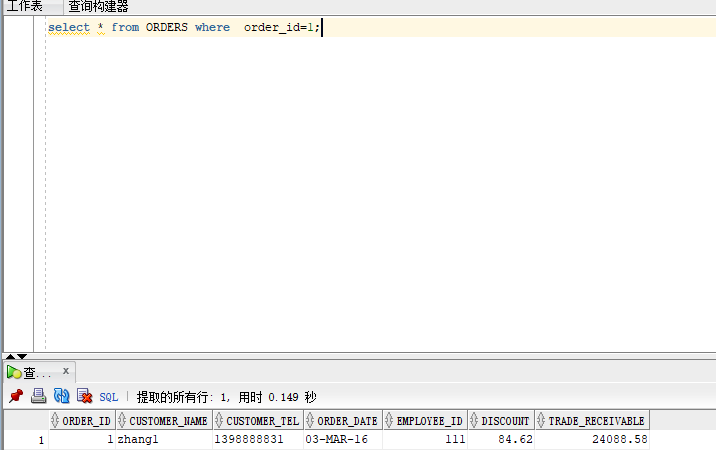 工作表 查询构建器
select * from ORDERS where  order_id=1;
查... x
SQL | 提取的所有行: 1, 用时 0.149 秒
ORDER_ID CUSTOMER_NAME CUSTOMER_TEL ORDER_DATE EMPLOYEE_ID DISCOUNT TRADE_RECEIVABLE
1 1 zhang1 1398888831 03-MAR-16 111 84.62 24088.58